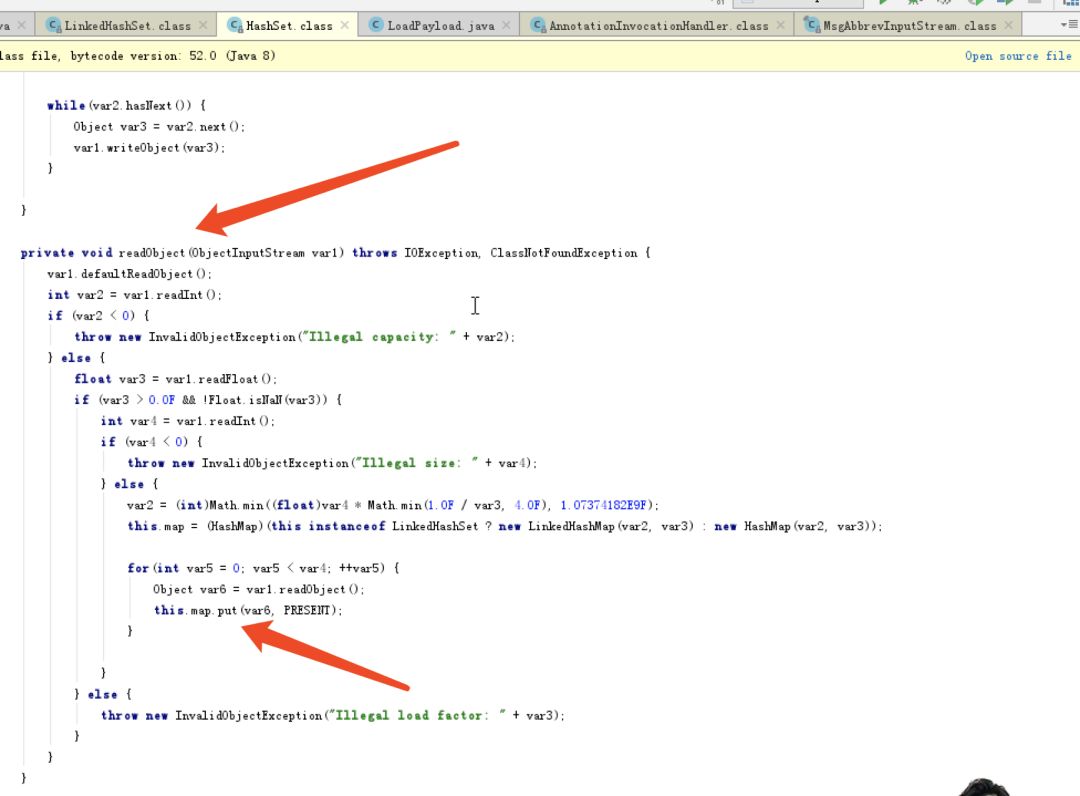 va LinkedHashSet.class HashSet.class LoadPayload.java AnnotationInvocationHandler.class MsgAbbrevInputStream.class
lass file, bytecode version: 52.0 (Java 8) Open source file
while(var2.hasNext()) {
Object var3 = var2.next();
var1.writeObject(var3);
}
}
private void readObject(ObjectInputStream var1) throws IOException, ClassNotFoundException {
var1.defaultReadObject();
int var2 = var1.readInt();
if (var2 < 0) {
throw new InvalidObjectException("Illegal capacity: " + var2);
} else {
float var3 = var1.readFloat();
if (var3 > 0.0F && !Float.isNaN(var3)) {
int var4 = var1.readInt();
if (var4 < 0) {
throw new InvalidObjectException("Illegal size: " + var4);
} else {
var2 = (int)Math.min((float)var4 * Math.min(1.0F / var3, 4.0F), 1.07374182E9F);
this.map = (HashMap)(this instanceof LinkedHashSet ? new LinkedHashMap(var2, var3) : new HashMap(var2, var3));
for(int var5 = 0; var5 < var4; ++var5) {
Object var6 = var1.readObject();
this.map.put(var6, PRESENT);
}
}
} else {
throw new InvalidObjectException("Illegal load factor: " + var3);
}
}
}